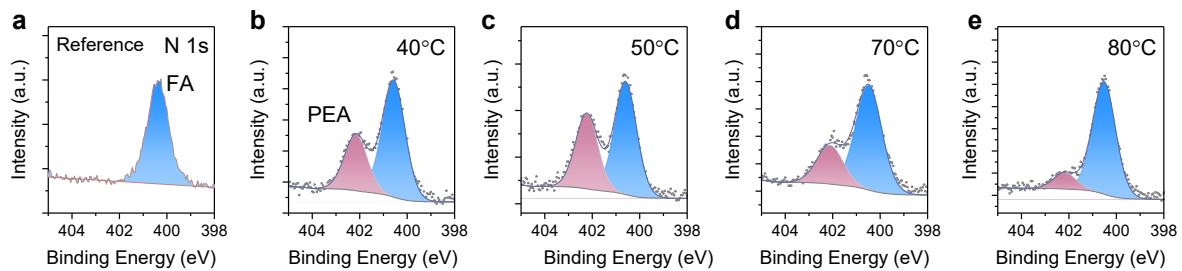 a
Reference N 1s
FA
Intensity (a.u.)
404 402 400 398
Binding Energy (eV)
b
40°C
PEA
Intensity (a.u.)
404 402 400 398
Binding Energy (eV)
c
50°C
Intensity (a.u.)
404 402 400 398
Binding Energy (eV)
d
70°C
Intensity (a.u.)
404 402 400 398
Binding Energy (eV)
e
80°C
Intensity (a.u.)
404 402 400 398
Binding Energy (eV)